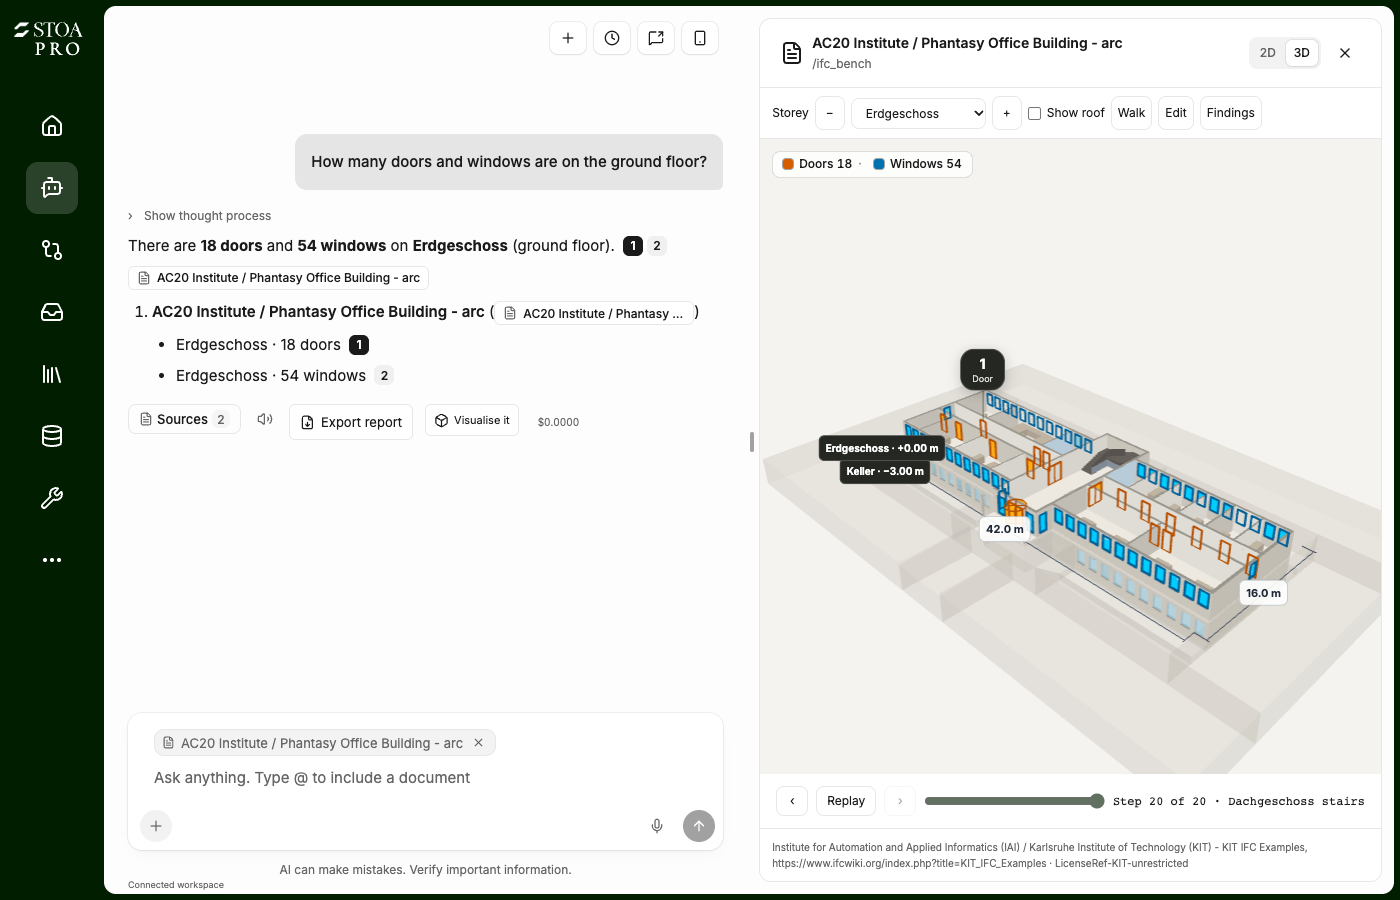 STOA
PRO
How many doors and windows are on the ground floor?
Show thought process
There are 18 doors and 54 windows on Erdgeschoss (ground floor). 1 2
AC20 Institute / Phantasy Office Building - arc
1. AC20 Institute / Phantasy Office Building - arc ( AC20 Institute / Phantasy ... )
• Erdgeschoss · 18 doors 1
• Erdgeschoss · 54 windows 2
Sources 2
Export report
Visualise it
$0.0000
AC20 Institute / Phantasy Office Building - arc
Ask anything. Type @ to include a document
AI can make mistakes. Verify important information.
Connected workspace
AC20 Institute / Phantasy Office Building - arc
/ifc_bench
2D 3D
Storey − Erdgeschoss + Show roof Walk Edit Findings
Doors 18 · Windows 54
1
Door
Erdgeschoss · +0.00 m
Keller · −3.00 m
42.0 m
16.0 m
‹ Replay › Step 20 of 20 · Dachgeschoss stairs
Institute for Automation and Applied Informatics (IAI) / Karlsruhe Institute of Technology (KIT) - KIT IFC Examples,
https://www.ifcwiki.org/index.php?title=KIT_IFC_Examples · LicenseRef-KIT-unrestricted